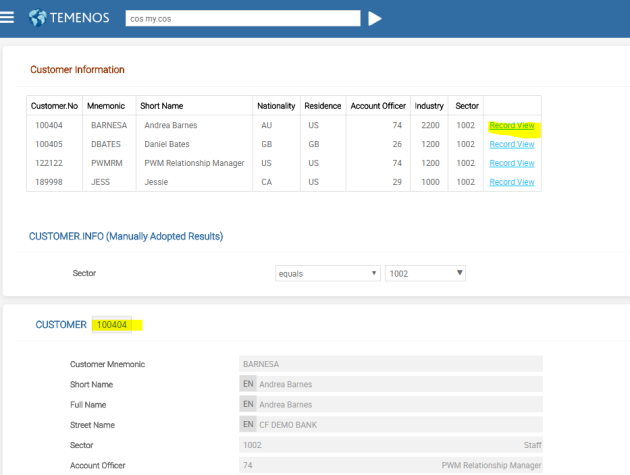 TEMENOS cos my.cos
Customer Information
Customer.No Mnemonic Short Name Nationality Residence Account Officer Industry Sector
100404 BARNESA Andrea Barnes AU US 74 2200 1002 Record View
100405 DBATES Daniel Bates GB GB 26 1200 1002 Record View
122122 PWMRM PWM Relationship Manager US US 74 1200 1002 Record View
189998 JESS Jessie CA US 29 1000 1002 Record View
CUSTOMER.INFO (Manually Adopted Results)
Sector equals 1002
CUSTOMER 100404
Customer Mnemonic BARNESA
Short Name EN Andrea Barnes
Full Name EN Andrea Barnes
Street Name EN CF DEMO BANK
Sector 1002 Staff
Account Officer 74 PWM Relationship Manager